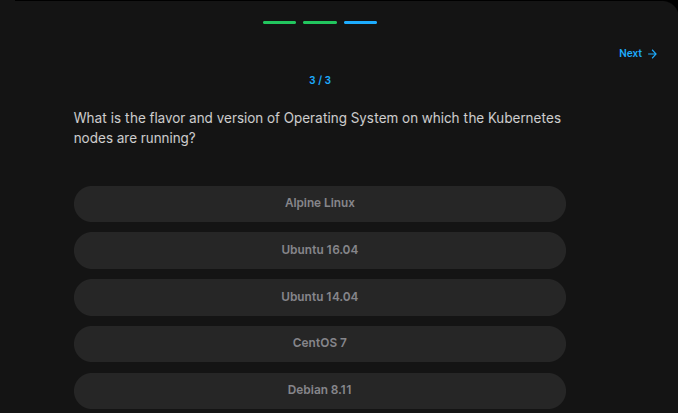 Next →
3 / 3
What is the flavor and version of Operating System on which the Kubernetes
nodes are running?
Alpine Linux
Ubuntu 16.04
Ubuntu 14.04
CentOS 7
Debian 8.11